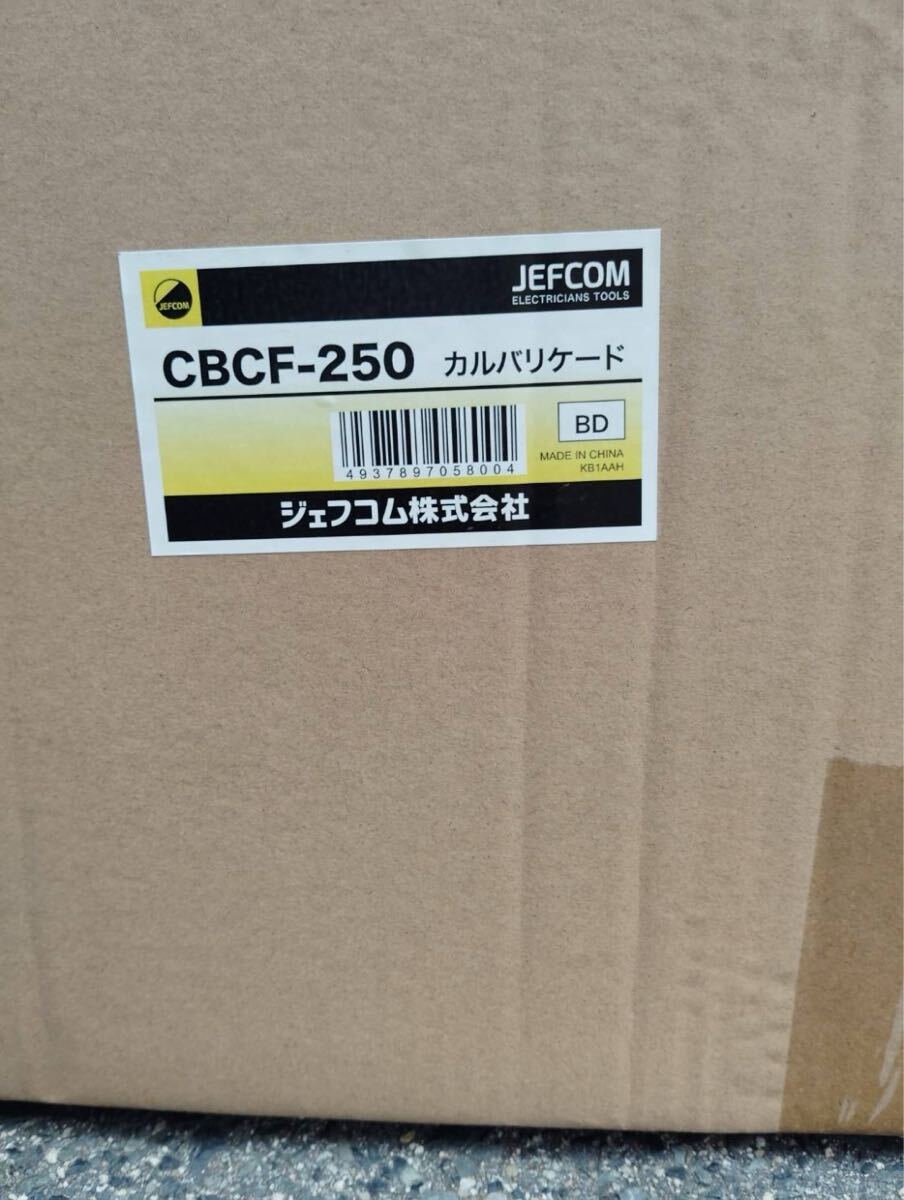 JEFCOM
JEFCOM
ELECTRICIANS TOOLS
CBCF-250 カルバリケード
BD
4937897058004
MADE IN CHINA
KB1AAH
ジェフコム株式会社